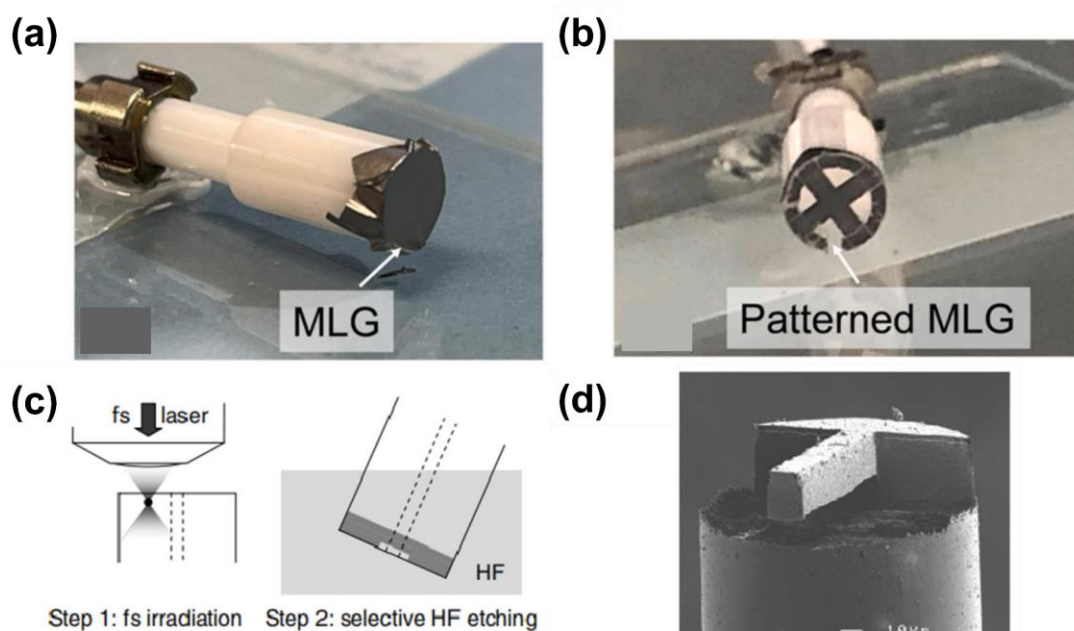 (a)
MLG
(b)
Patterned MLG
(c)
fs laser
HF
Step 1: fs irradiation
Step 2: selective HF etching
(d)